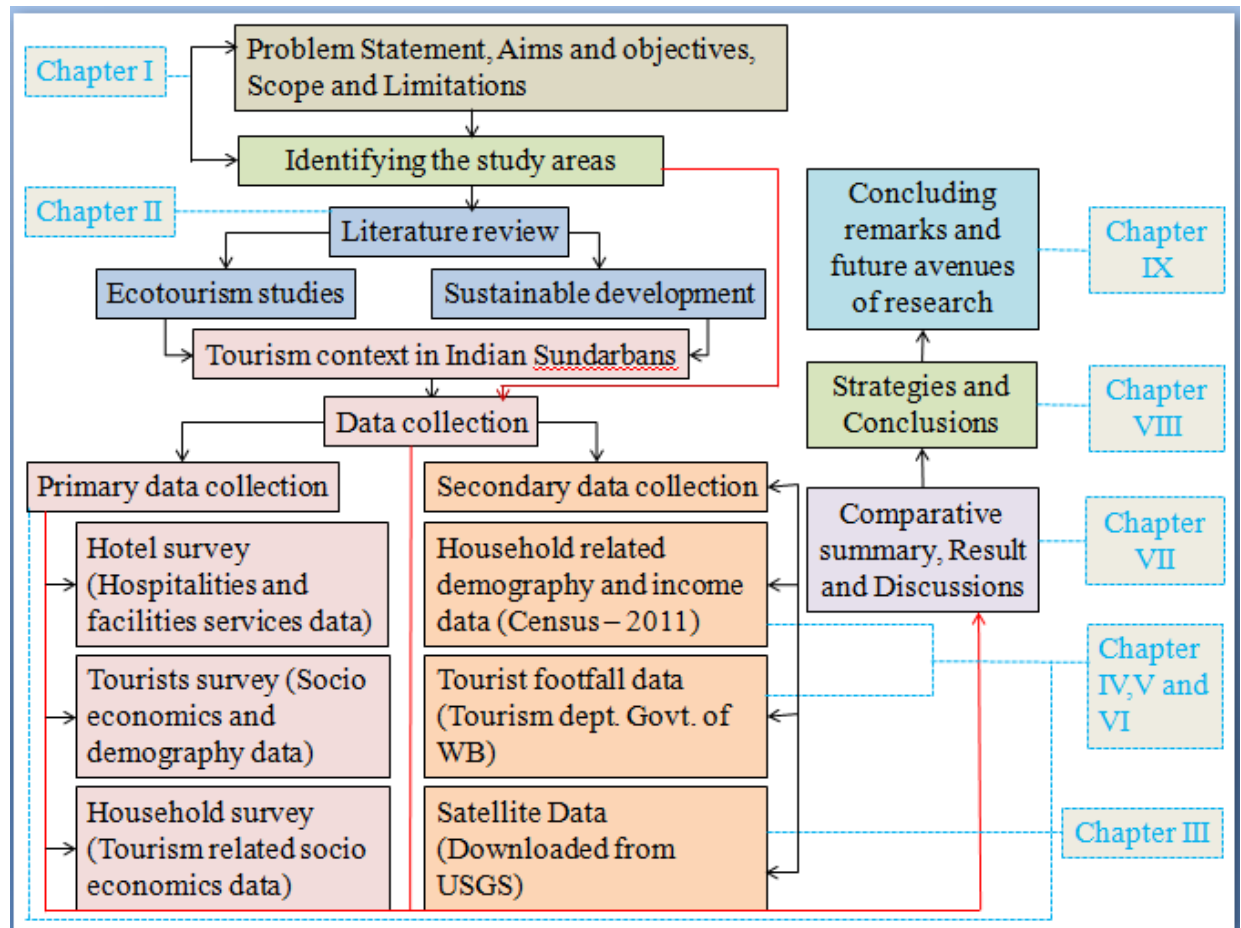 Chapter I
Problem Statement, Aims and objectives,
Scope and Limitations
Identifying the study areas
Chapter II
Literature review
Ecotourism studies
Sustainable development
Tourism context in Indian Sundarbans
Data collection
Primary data collection
Hotel survey
(Hospitalities and
facilities services data)
Tourists survey (Socio
economics and
demography data)
Household survey
(Tourism related socio
economics data)
Secondary data collection
Household related
demography and income
data (Census – 2011)
Tourist footfall data
(Tourism dept. Govt. of
WB)
Satellite Data
(Downloaded from
USGS)
Concluding
remarks and
future avenues
of research
Strategies and
Conclusions
Comparative
summary, Result
and Discussions
Chapter
IX
Chapter
VIII
Chapter
VII
Chapter
IV,V and
VI
Chapter III